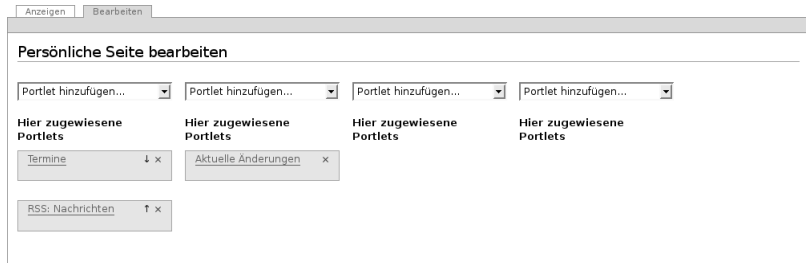 Anzeigen Bearbeiten
Persönliche Seite bearbeiten
Portlet hinzufügen... Portlet hinzufügen... Portlet hinzufügen... Portlet hinzufügen...
Hier zugewiesene Hier zugewiesene Hier zugewiesene Hier zugewiesene
Portlets Portlets Portlets Portlets
Termine ↓ × Aktuelle Änderungen ×
RSS: Nachrichten ↑ ×